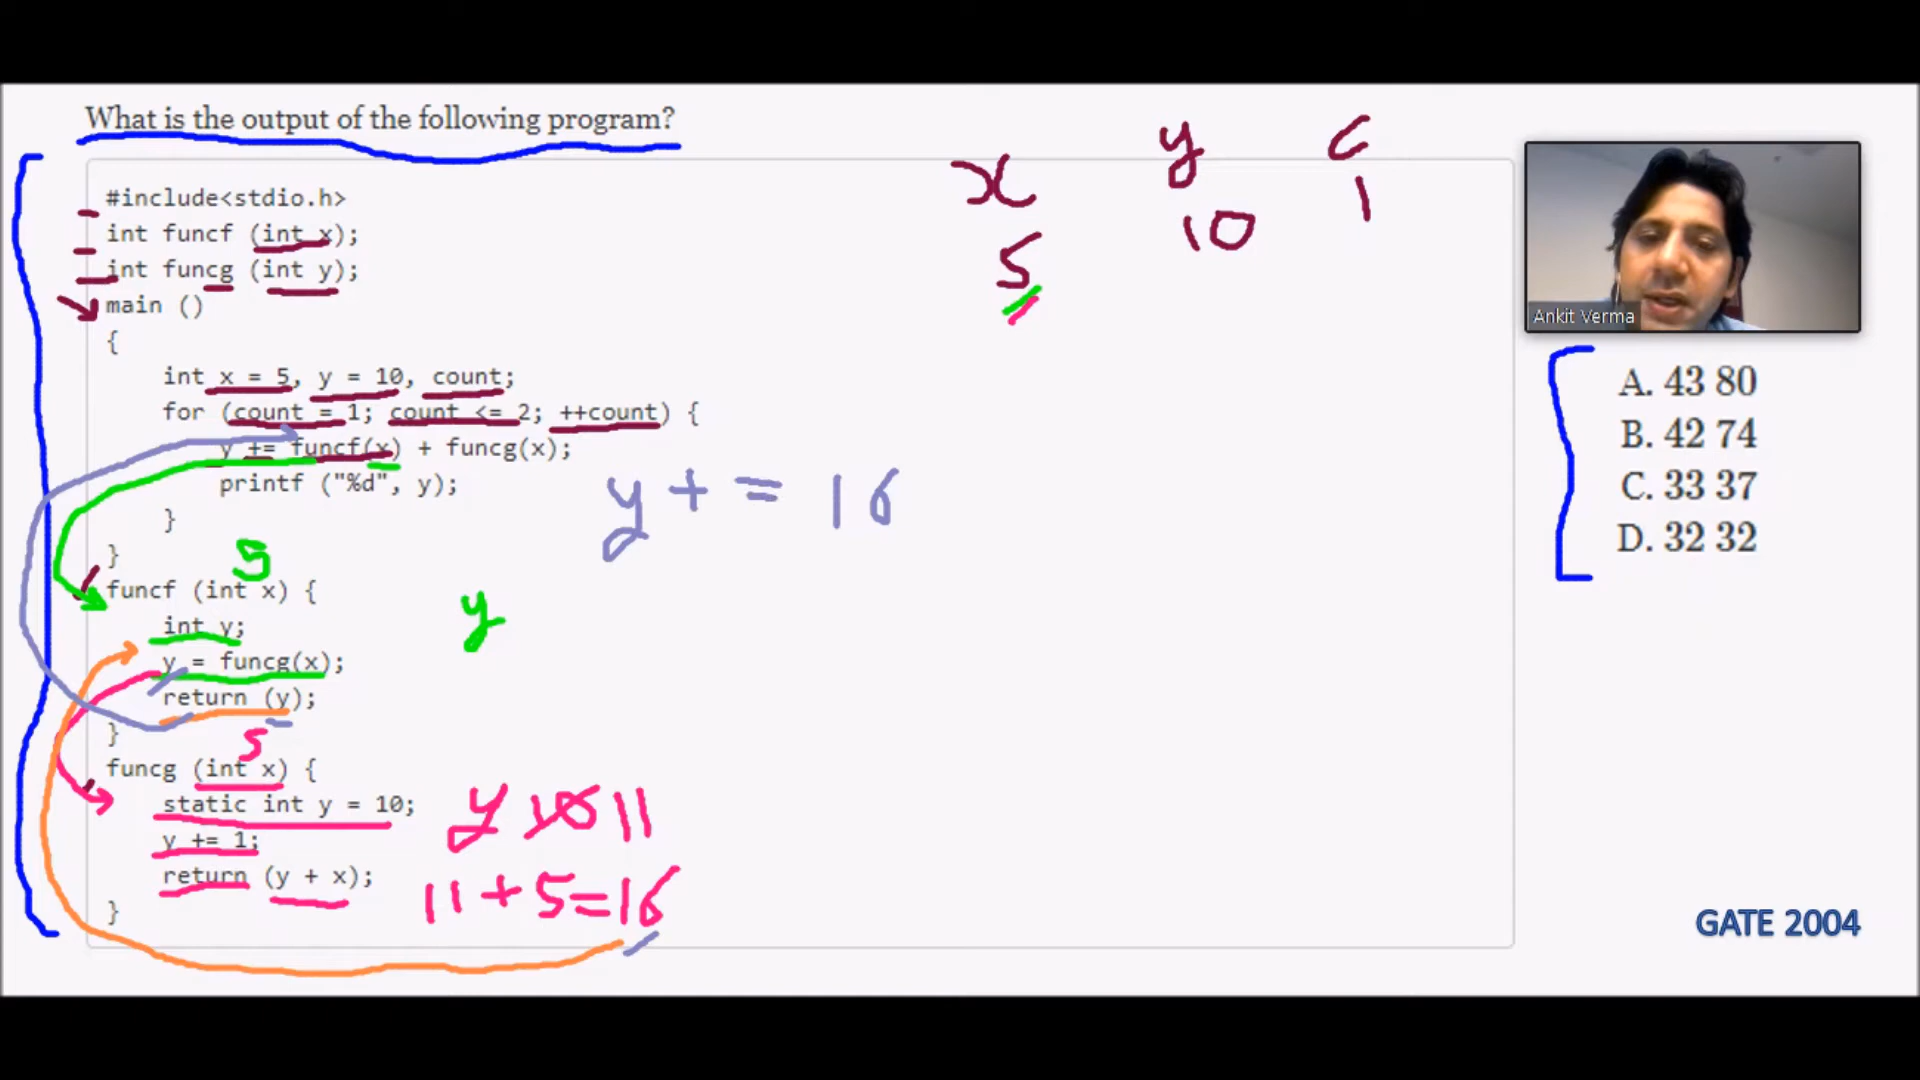 What is the output of the following program?
#include<stdio.h>
int funcf (int x);
int funcg (int y);
main ()
{
int x = 5, y = 10, count;
for (count = 1; count <= 2; ++count) {
y += funcf(x) + funcg(x);
printf ("%d", y);
}
}
funcf (int x) {
int y;
y = funcg(x);
return (y);
}
funcg (int x) {
static int y = 10;
y += 1;
return (y + x);
}
x y c
5 10 1
y + = 16
5
y
5
y 10 11
11 + 5 = 16
Ankit Verma
A. 43 80
B. 42 74
C. 33 37
D. 32 32
GATE 2004